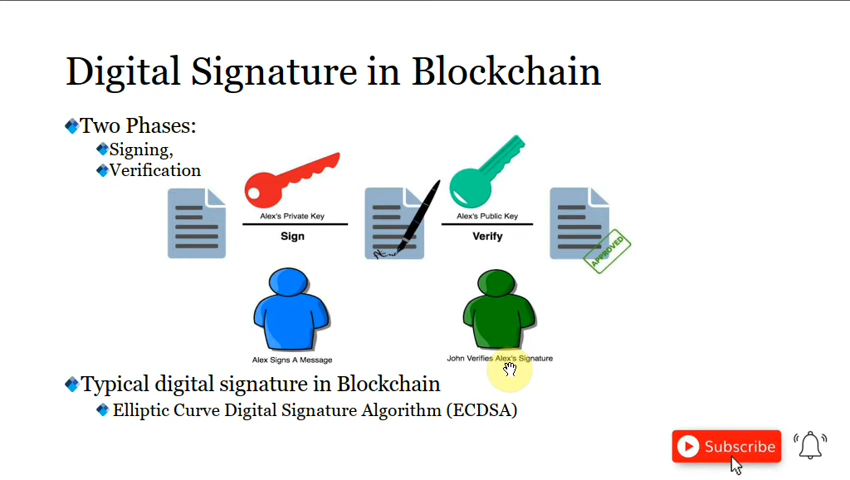 Digital Signature in Blockchain
Two Phases:
Signing,
Verification
Alex's Private Key
Sign
Alex's Public Key
Verify
APPROVED
Alex Signs A Message
John Verifies Alex's Signature
Typical digital signature in Blockchain
Elliptic Curve Digital Signature Algorithm (ECDSA)
Subscribe